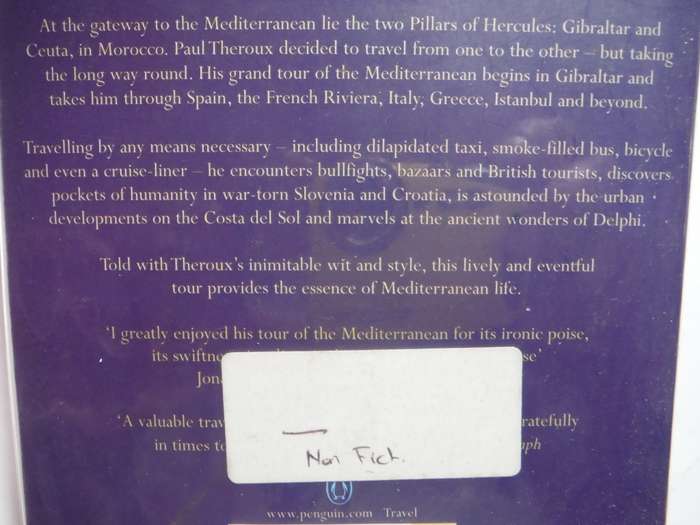 At the gateway to the Mediterranean lie the two Pillars of Hercules: Gibraltar and
Ceuta, in Morocco. Paul Theroux decided to travel from one to the other – but taking
the long way round. His grand tour of the Mediterranean begins in Gibraltar and
takes him through Spain, the French Riviera, Italy, Greece, Istanbul and beyond.
Travelling by any means necessary – including dilapidated taxi, smoke-filled bus, bicycle
and even a cruise-liner – he encounters bullfights, bazaars and British tourists, discovers
pockets of humanity in war-torn Slovenia and Croatia, is astounded by the urban
developments on the Costa del Sol and marvels at the ancient wonders of Delphi.
Told with Theroux's inimitable wit and style, this lively and eventful
tour provides the essence of Mediterranean life.
'I greatly enjoyed his tour of the Mediterranean for its ironic poise,
its
'A valuable
in times
Non Fict.
www.penguin.com Travel